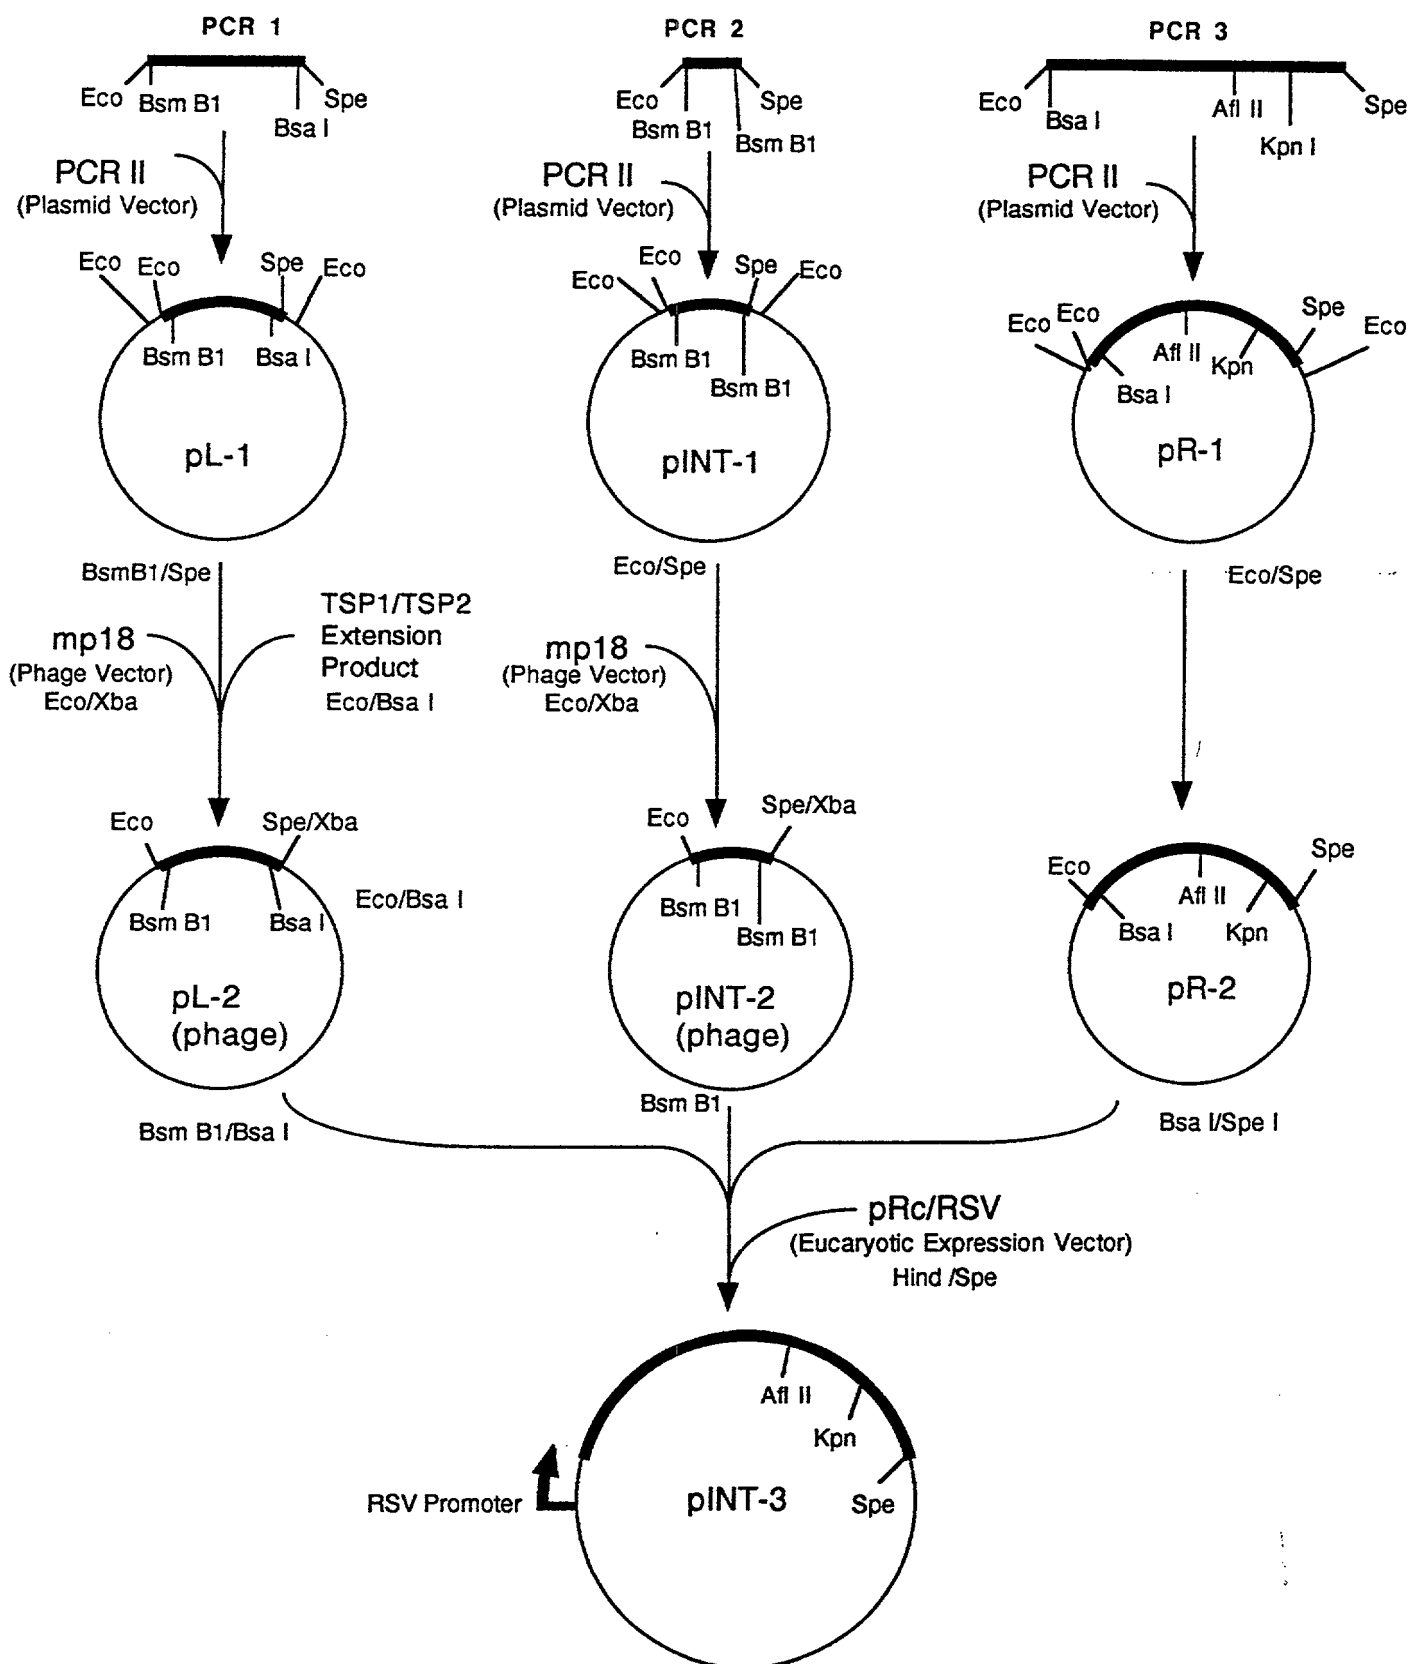 PCR 1
PCR 2
PCR 3
Eco
Bsm B1
Bsa I
Spe
Eco
Bsm B1
Bsm B1
Spe
Eco
Bsa I
Afl II
Kpn I
Spe
PCR II
(Plasmid Vector)
PCR II
(Plasmid Vector)
PCR II
(Plasmid Vector)
Eco
Eco
Spe
Eco
Bsm B1
Bsa I
pL-1
Eco
Eco
Spe
Eco
Bsm B1
Bsm B1
pINT-1
Eco
Eco
Spe
Eco
Bsa I
Afl II
Kpn
pR-1
BsmB1/Spe
mp18
(Phage Vector)
Eco/Xba
TSP1/TSP2
Extension
Product
Eco/Bsa I
Eco/Spe
mp18
(Phage Vector)
Eco/Xba
Eco/Spe
Eco
Spe/Xba
Bsm B1
Bsa I
Eco/Bsa I
pL-2
(phage)
Eco
Spe/Xba
Bsm B1
Bsm B1
pINT-2
(phage)
Eco
Spe
Bsa I
Afl II
Kpn
pR-2
Bsm B1/Bsa I
Bsm B1
Bsa I/Spe I
pRc/RSV
(Eucaryotic Expression Vector)
Hind /Spe
Afl II
Kpn
Spe
RSV Promoter
pINT-3